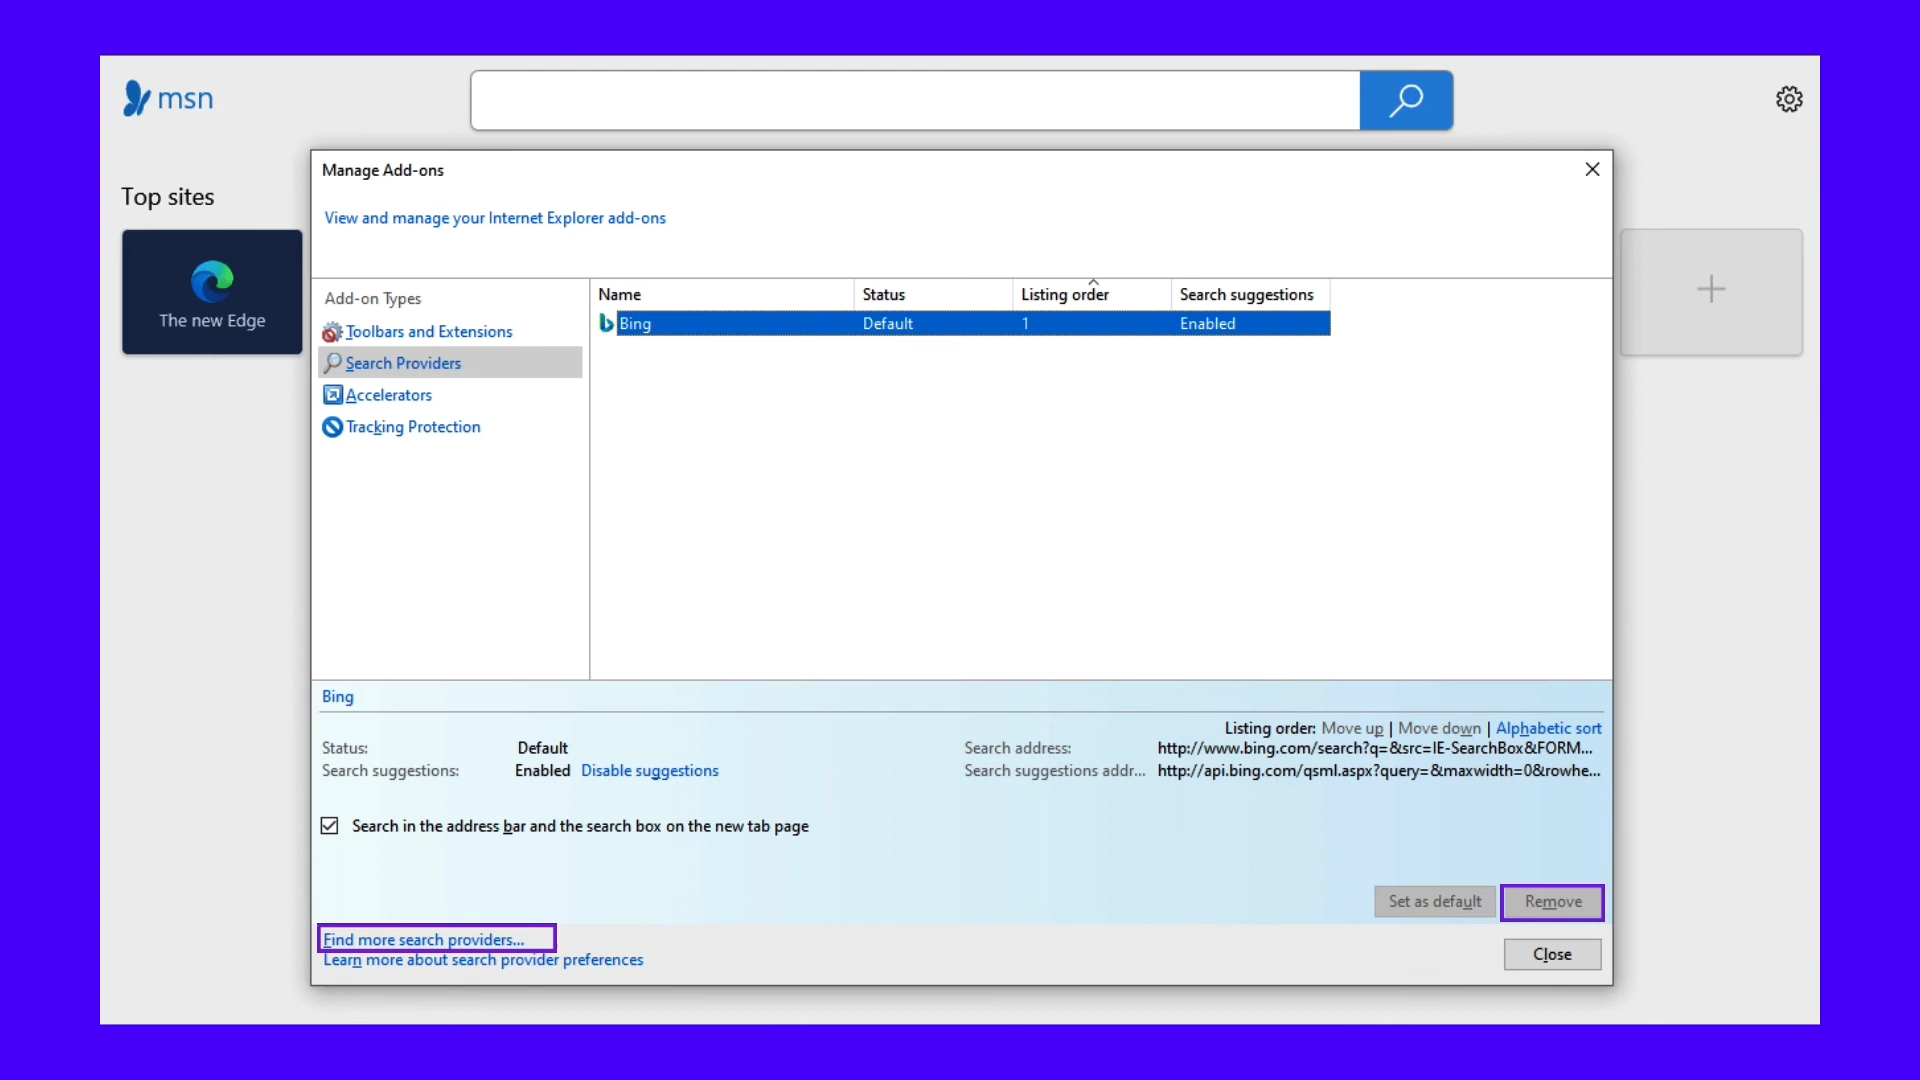 msn
Manage Add-ons
Top sites
View and manage your Internet Explorer add-ons
The new Edge
Add-on Types
Toolbars and Extensions
Search Providers
Accelerators
Tracking Protection
Name Status Listing order Search suggestions
Bing Default 1 Enabled
Bing
Listing order: Move up | Move down | Alphabetic sort
Status: Default Search address: http://www.bing.com/search?q=&src=IE-SearchBox&FORM...
Search suggestions: Enabled Disable suggestions Search suggestions addr... http://api.bing.com/qsml.aspx?query=&maxwidth=0&rowhe...
Search in the address bar and the search box on the new tab page
Set as default Remove
Find more search providers...
Learn more about search provider preferences
Close